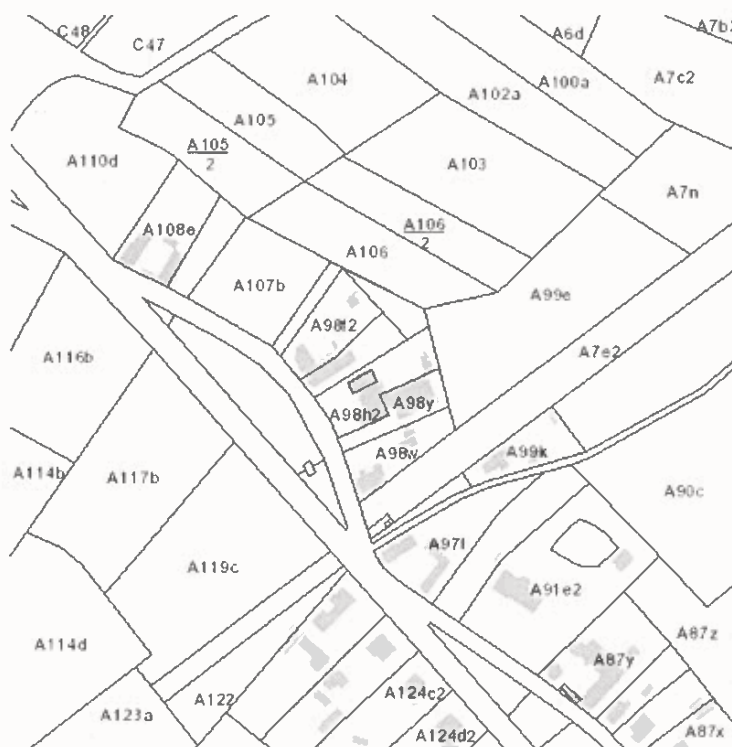 C48
C47
A6d
A7b
A104
A102a
A100a
A7c2
A105
A105
2
A110d
A103
A7n
A108e
A106
2
A106
A107b
A99e
A98f2
A7e2
A116b
A98h2
A98y
A98w
A99k
A114b
A117b
A90c
A119c
A97l
A91e2
A114d
A87z
A87y
A122
A124c2
A123a
A124d2
A87x